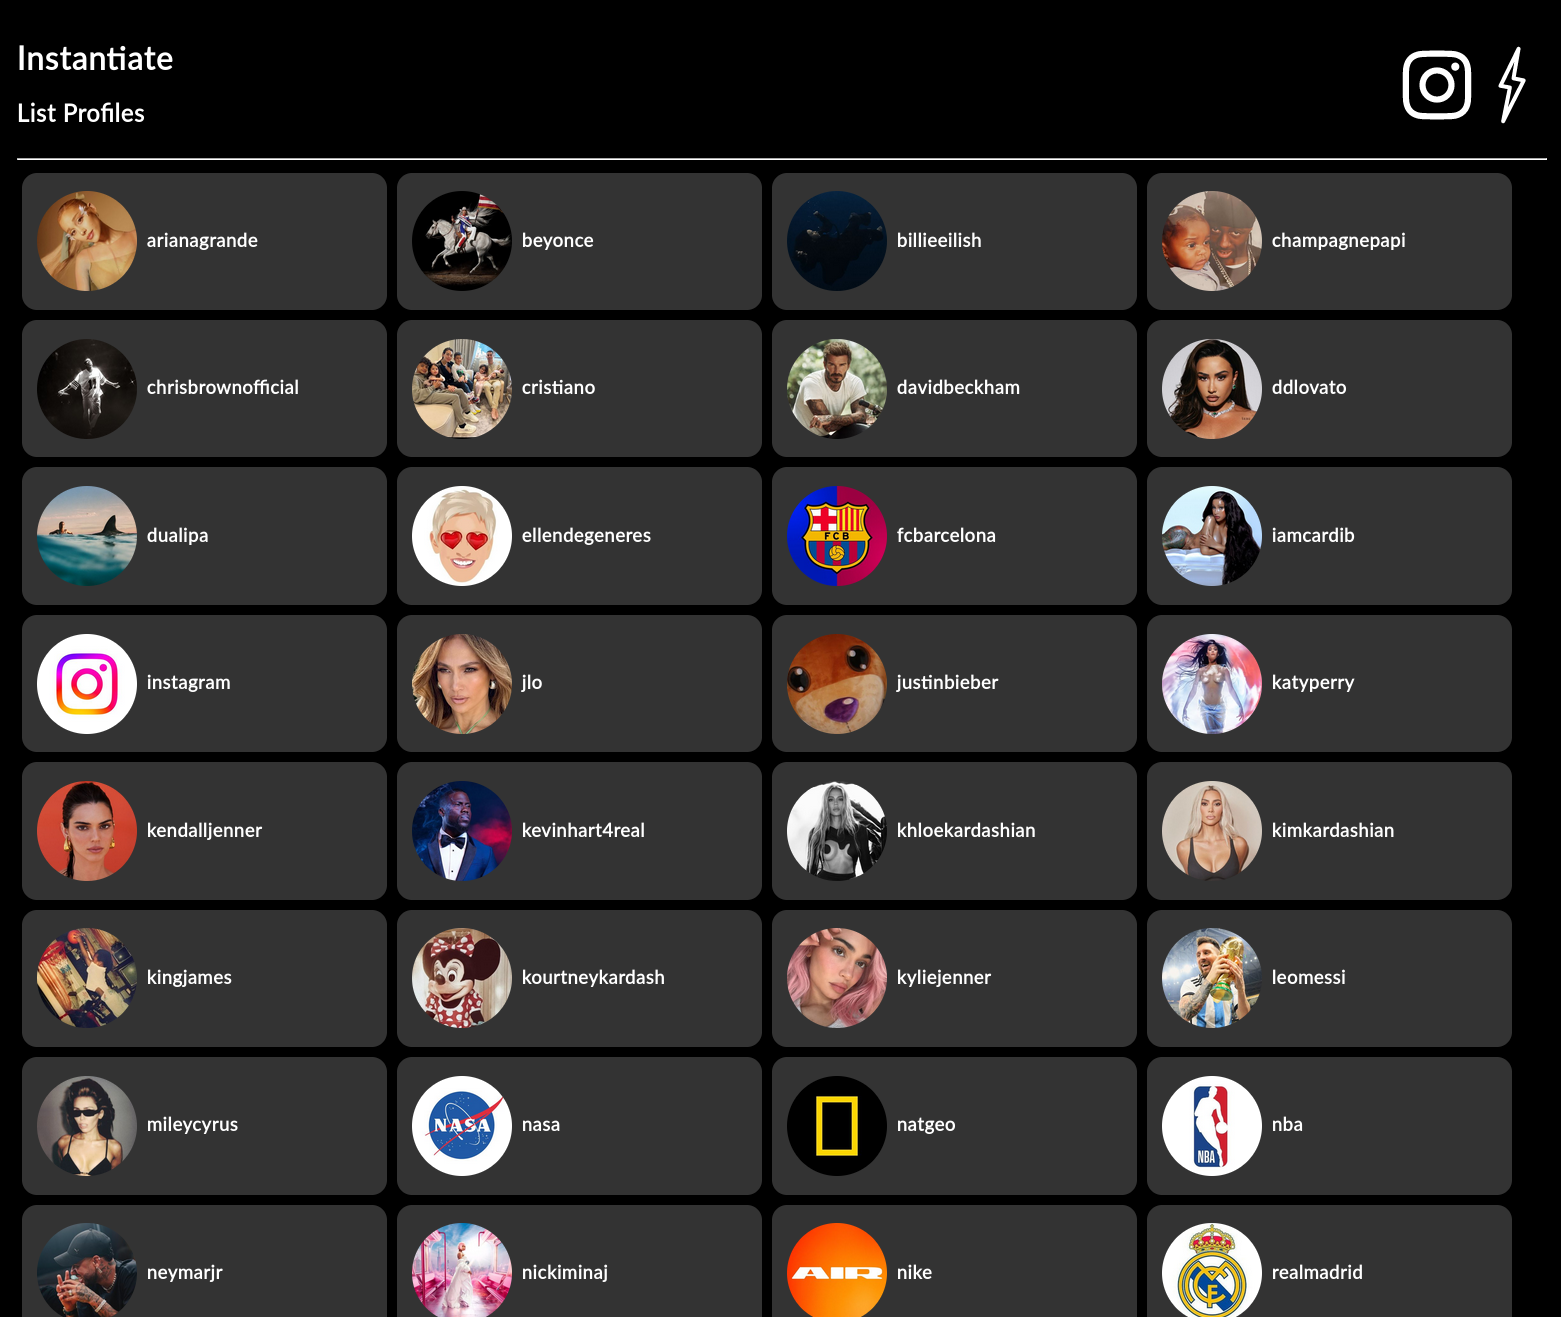 Instantiate
List Profiles
arianagrande
beyonce
billieeilish
champagnepapi
chrisbrownofficial
cristiano
davidbeckham
ddlovato
dualipa
ellendegeneres
FCB
fcbarcelona
iamcardib
instagram
jlo
justinbieber
katyperry
kendalljenner
kevinhart4real
khloekardashian
kimkardashian
kingjames
kourtneykardash
kyliejenner
leomessi
mileycyrus
NASA
nasa
natgeo
NBA
nba
neymarjr
nickiminaj
AIR
nike
realmadrid